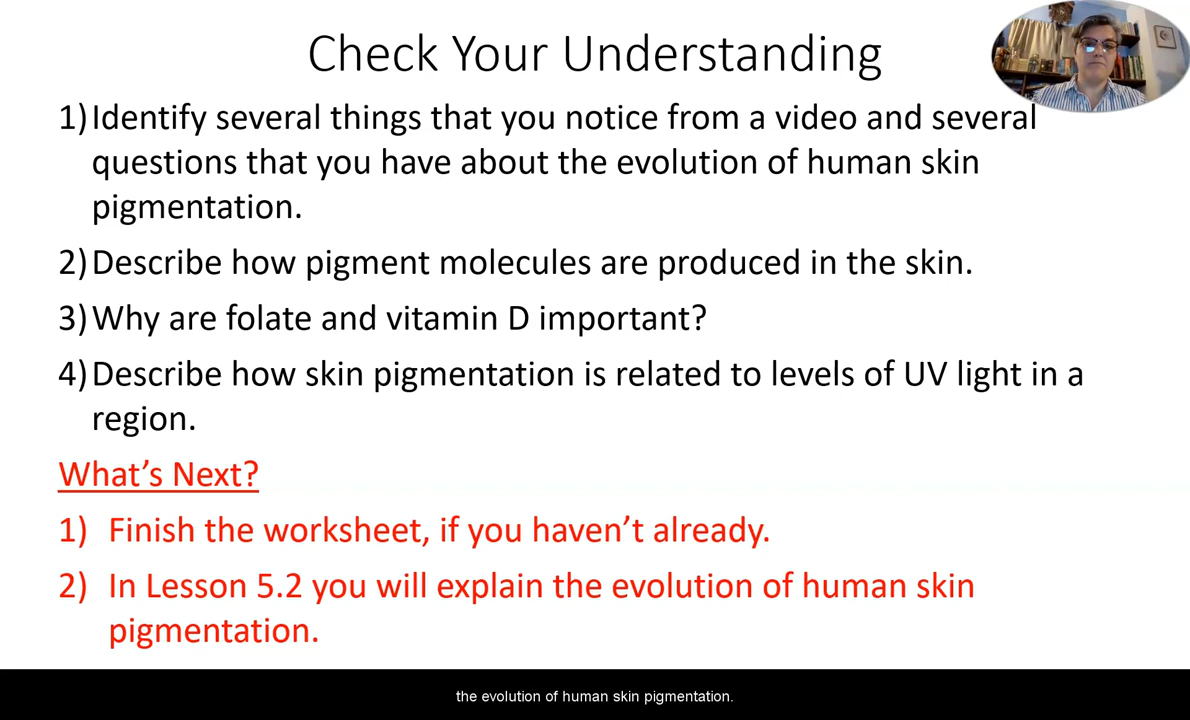 Check Your Understanding
1) Identify several things that you notice from a video and several
questions that you have about the evolution of human skin
pigmentation.
2) Describe how pigment molecules are produced in the skin.
3) Why are folate and vitamin D important?
4) Describe how skin pigmentation is related to levels of UV light in a
region.
What's Next?
1) Finish the worksheet, if you haven't already.
2) In Lesson 5.2 you will explain the evolution of human skin
pigmentation.
the evolution of human skin pigmentation.